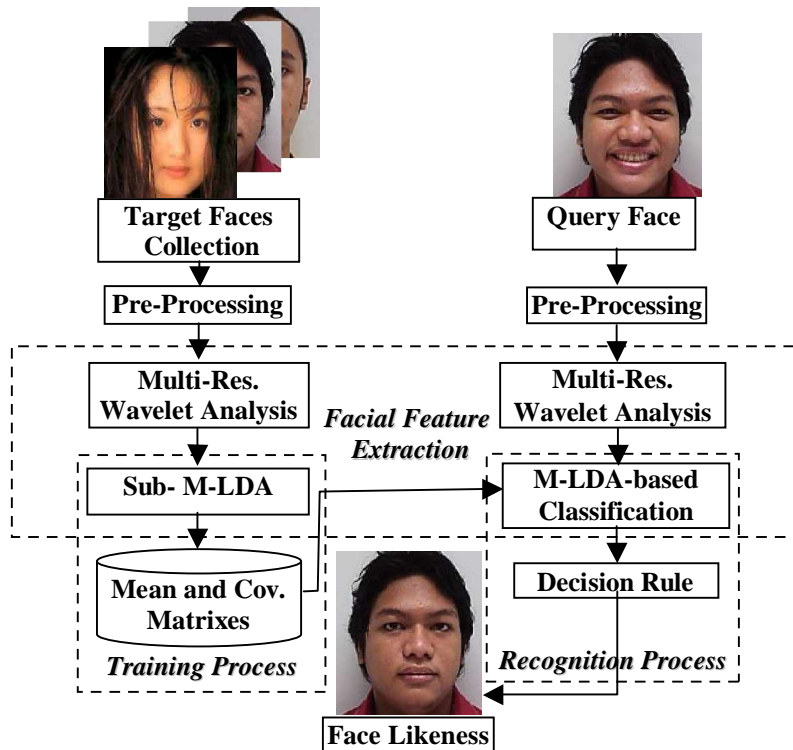 Target Faces
Collection
Query Face
Pre-Processing
Pre-Processing
Multi-Res.
Wavelet Analysis
Multi-Res.
Wavelet Analysis
Facial Feature
Extraction
Sub- M-LDA
M-LDA-based
Classification
Mean and Cov.
Matrixes
Decision Rule
Training Process
Recognition Process
Face Likeness